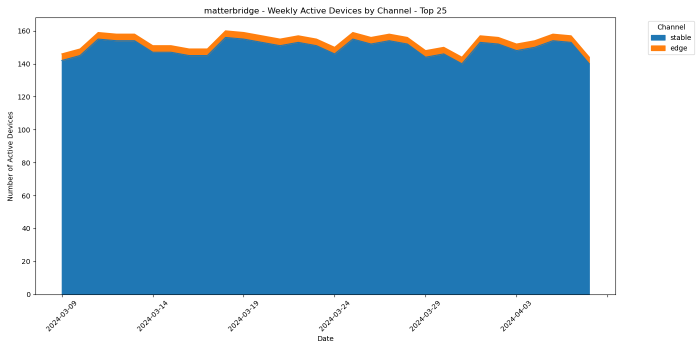 matterbridge - Weekly Active Devices by Channel - Top 25
Channel
stable
edge
Number of Active Devices
160
140
120
100
80
60
40
20
0
2024-03-09
2024-03-14
2024-03-19
2024-03-24
2024-03-29
2024-04-03
Date